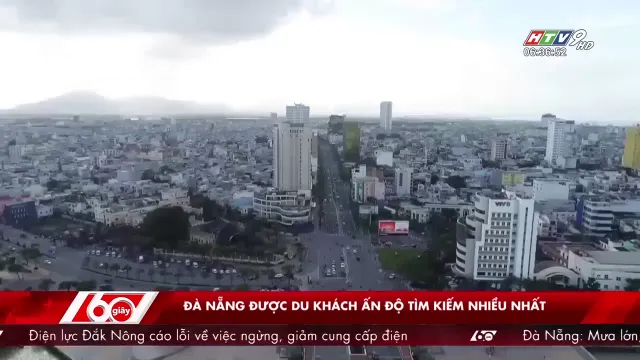 HTV9 HD
06:36:52
VTV8
60 giây
ĐÀ NẴNG ĐƯỢC DU KHÁCH ẤN ĐỘ TÌM KIẾM NHIỀU NHẤT
Điện lực Đắk Nông cáo lỗi về việc ngừng, giảm cung cấp điện
60
Đà Nẵng: Mưa lớn